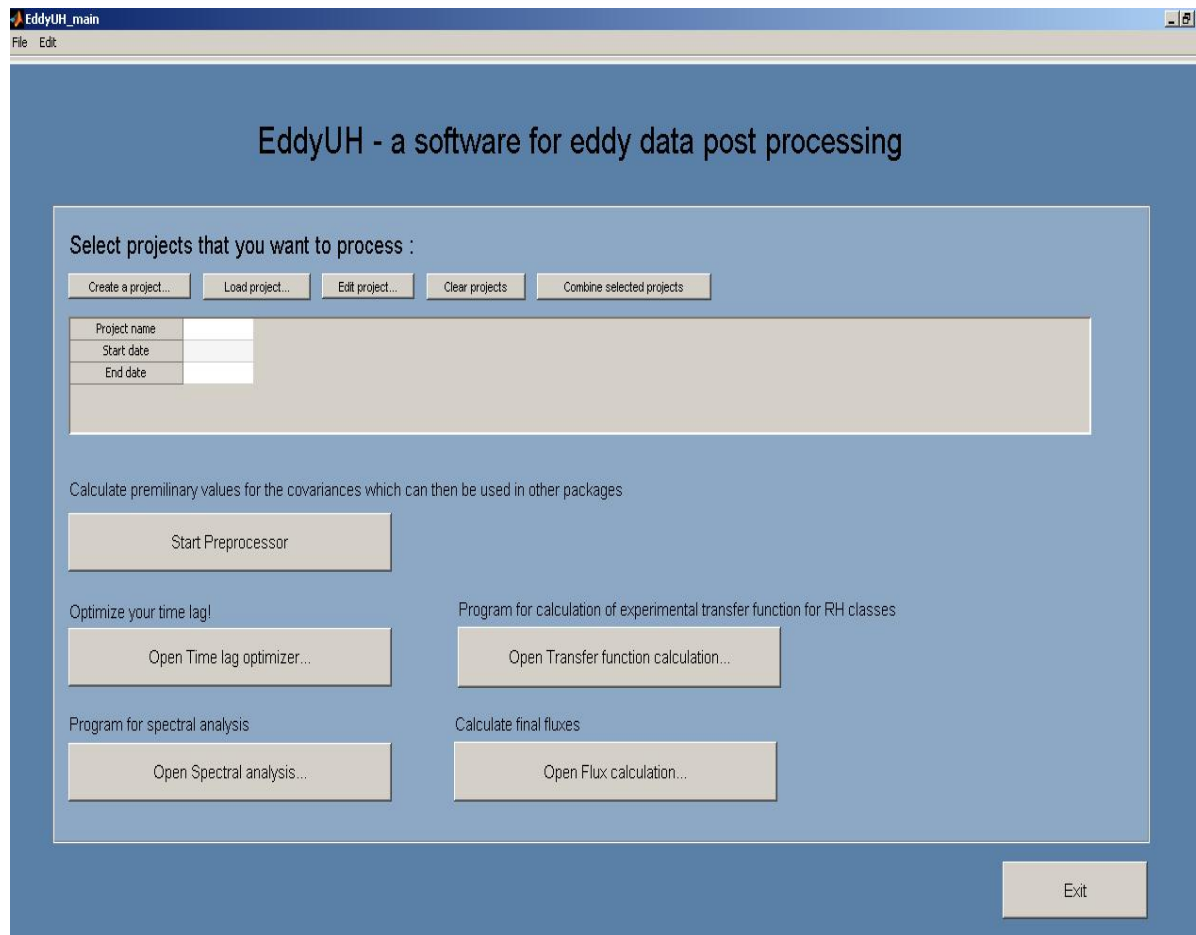 EddyUH_main
File Edit
EddyUH - a software for eddy data post processing
Select projects that you want to process :
Create a project... Load project... Edit project... Clear projects Combine selected projects
Project name
Start date
End date
Calculate premilinary values for the covariances which can then be used in other packages
Start Preprocessor
Optimize your time lag! Program for calculation of experimental transfer function for RH classes
Open Time lag optimizer... Open Transfer function calculation...
Program for spectral analysis Calculate final fluxes
Open Spectral analysis... Open Flux calculation...
Exit